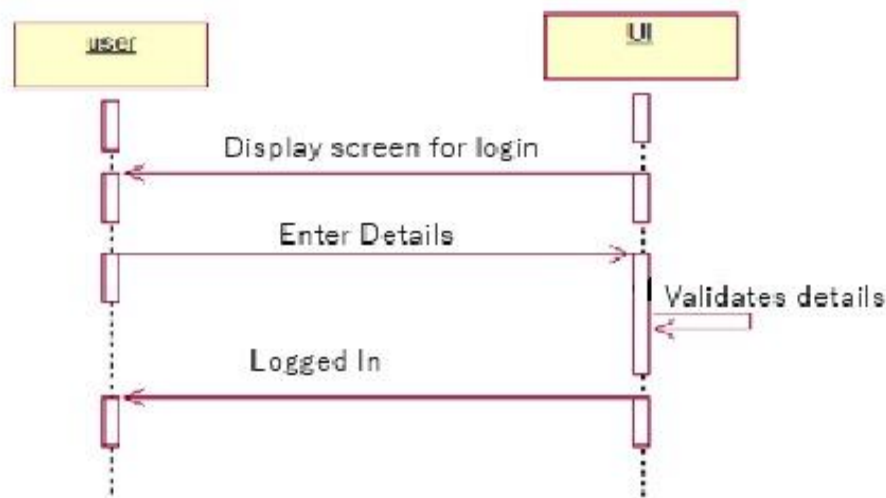 user
UI
Display screen for login
Enter Details
Validates details
Logged In